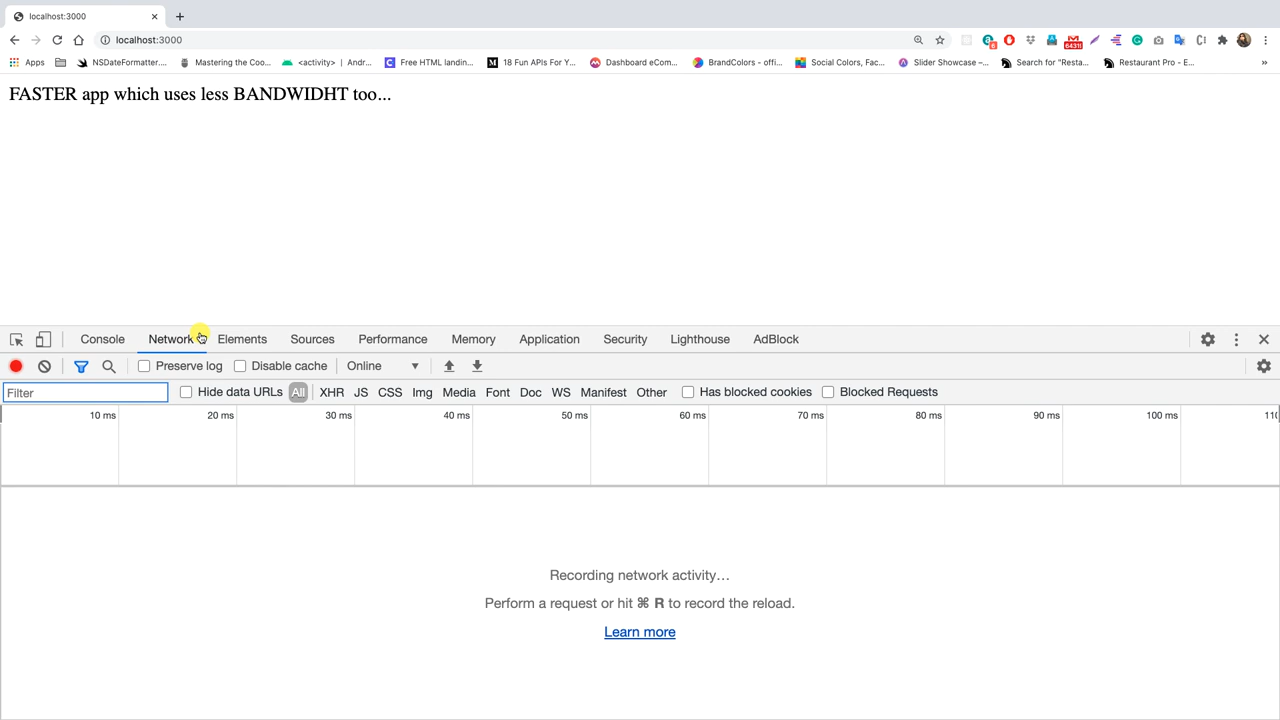 localhost:3000
localhost:3000
6
6431
Apps NSDateFormatter.... Mastering the Coo... <activity> | Andr... Free HTML landin... 18 Fun APIs For Y... Dashboard eCom... BrandColors - offi... Social Colors, Fac... Slider Showcase –... Search for "Resta... Restaurant Pro - E... »
FASTER app which uses less BANDWIDHT too...
Console Network Elements Sources Performance Memory Application Security Lighthouse AdBlock
Preserve log Disable cache Online
Filter Hide data URLs All XHR JS CSS Img Media Font Doc WS Manifest Other Has blocked cookies Blocked Requests
10 ms 20 ms 30 ms 40 ms 50 ms 60 ms 70 ms 80 ms 90 ms 100 ms
Recording network activity…
Perform a request or hit ⌘ R to record the reload.
Learn more